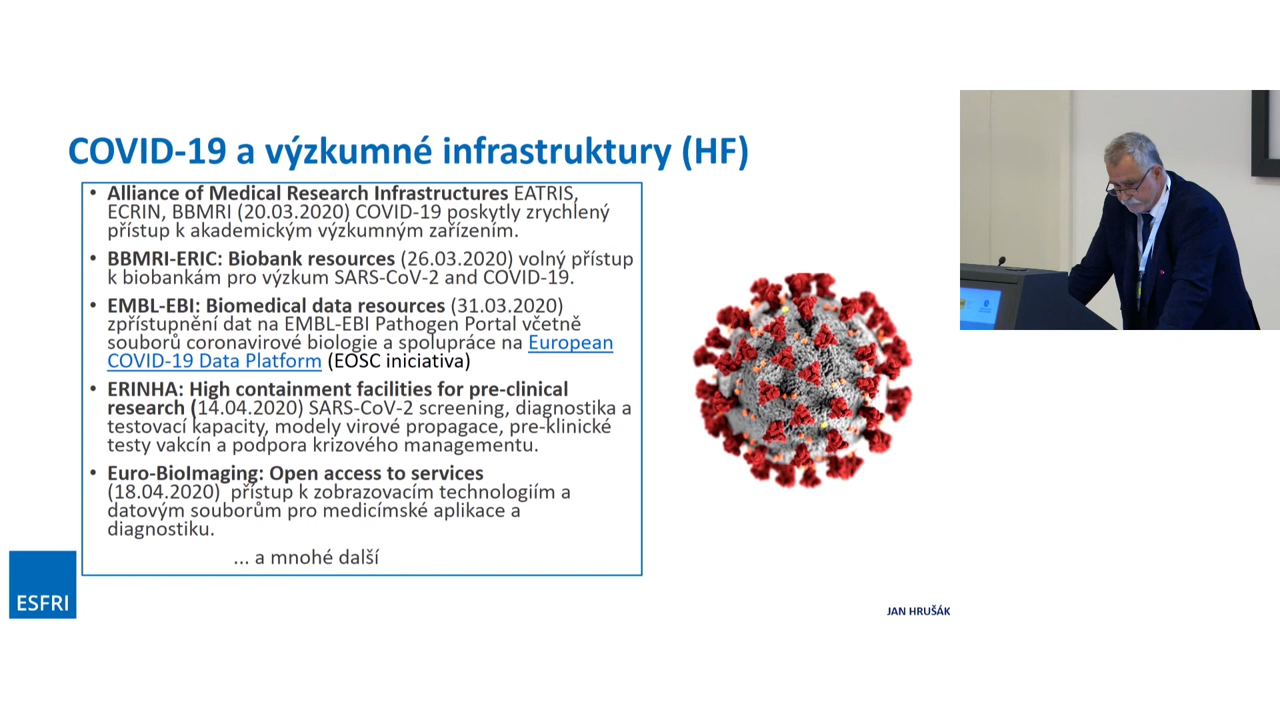 COVID-19 a výzkumné infrastruktury (HF)
• Alliance of Medical Research Infrastructures EATRIS,
ECRIN, BBMRI (20.03.2020) COVID-19 poskytly zrychlený
přístup k akademickým výzkumným zařízením.
• BBMRI-ERIC: Biobank resources (26.03.2020) volný přístup
k biobankám pro výzkum SARS-CoV-2 and COVID-19.
• EMBL-EBI: Biomedical data resources (31.03.2020)
zpřístupnění dat na EMBL-EBI Pathogen Portal včetně
souborů coronavirové biologie a spolupráce na European
COVID-19 Data Platform (EOSC iniciativa)
• ERINHA: High containment facilities for pre-clinical
research (14.04.2020) SARS-CoV-2 screening, diagnostika a
testovací kapacity, modely virové propagace, pre-klinické
testy vakcín a podpora krizového managementu.
• Euro-BioImaging: Open access to services
(18.04.2020) přístup k zobrazovacím technologiím a
datovým souborům pro medicímské aplikace a
diagnostiku.
... a mnohé další
ESFRI
JAN HRUŠÁK